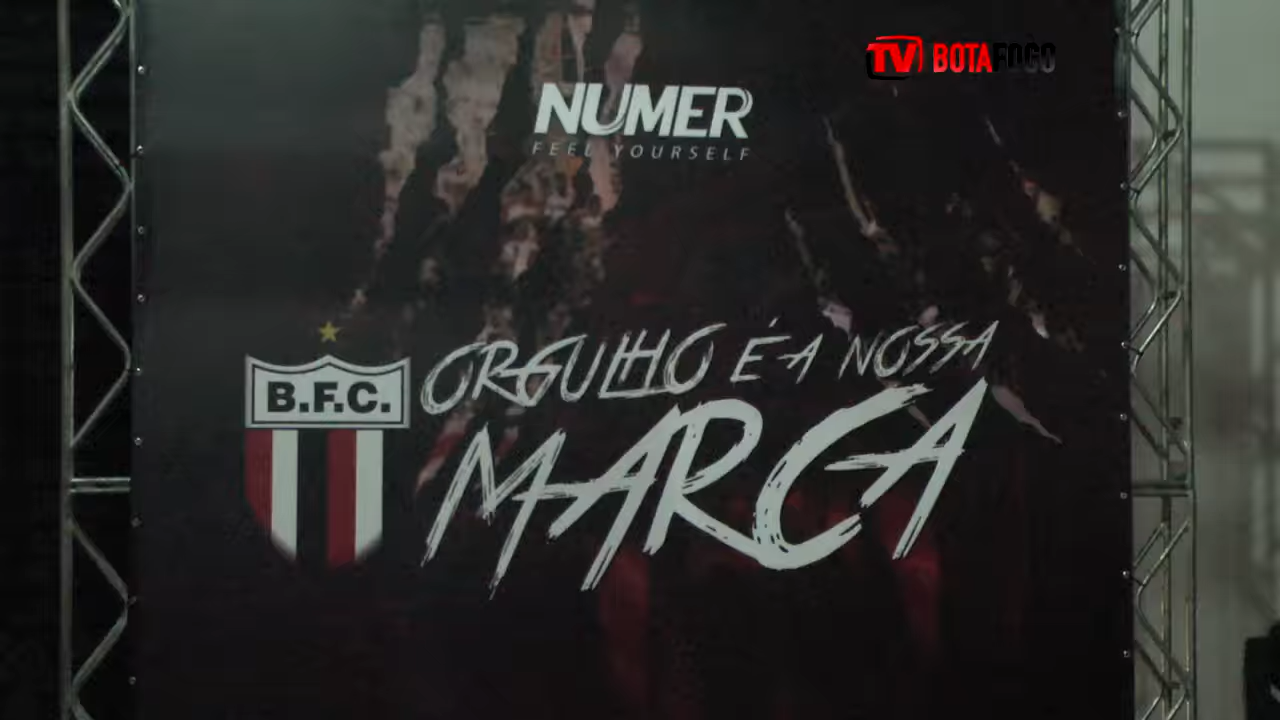 TV BOTAFOGO
NUMER
FEEL YOURSELF
B.F.C.
ORGULHO É A NOSSA
MARCA